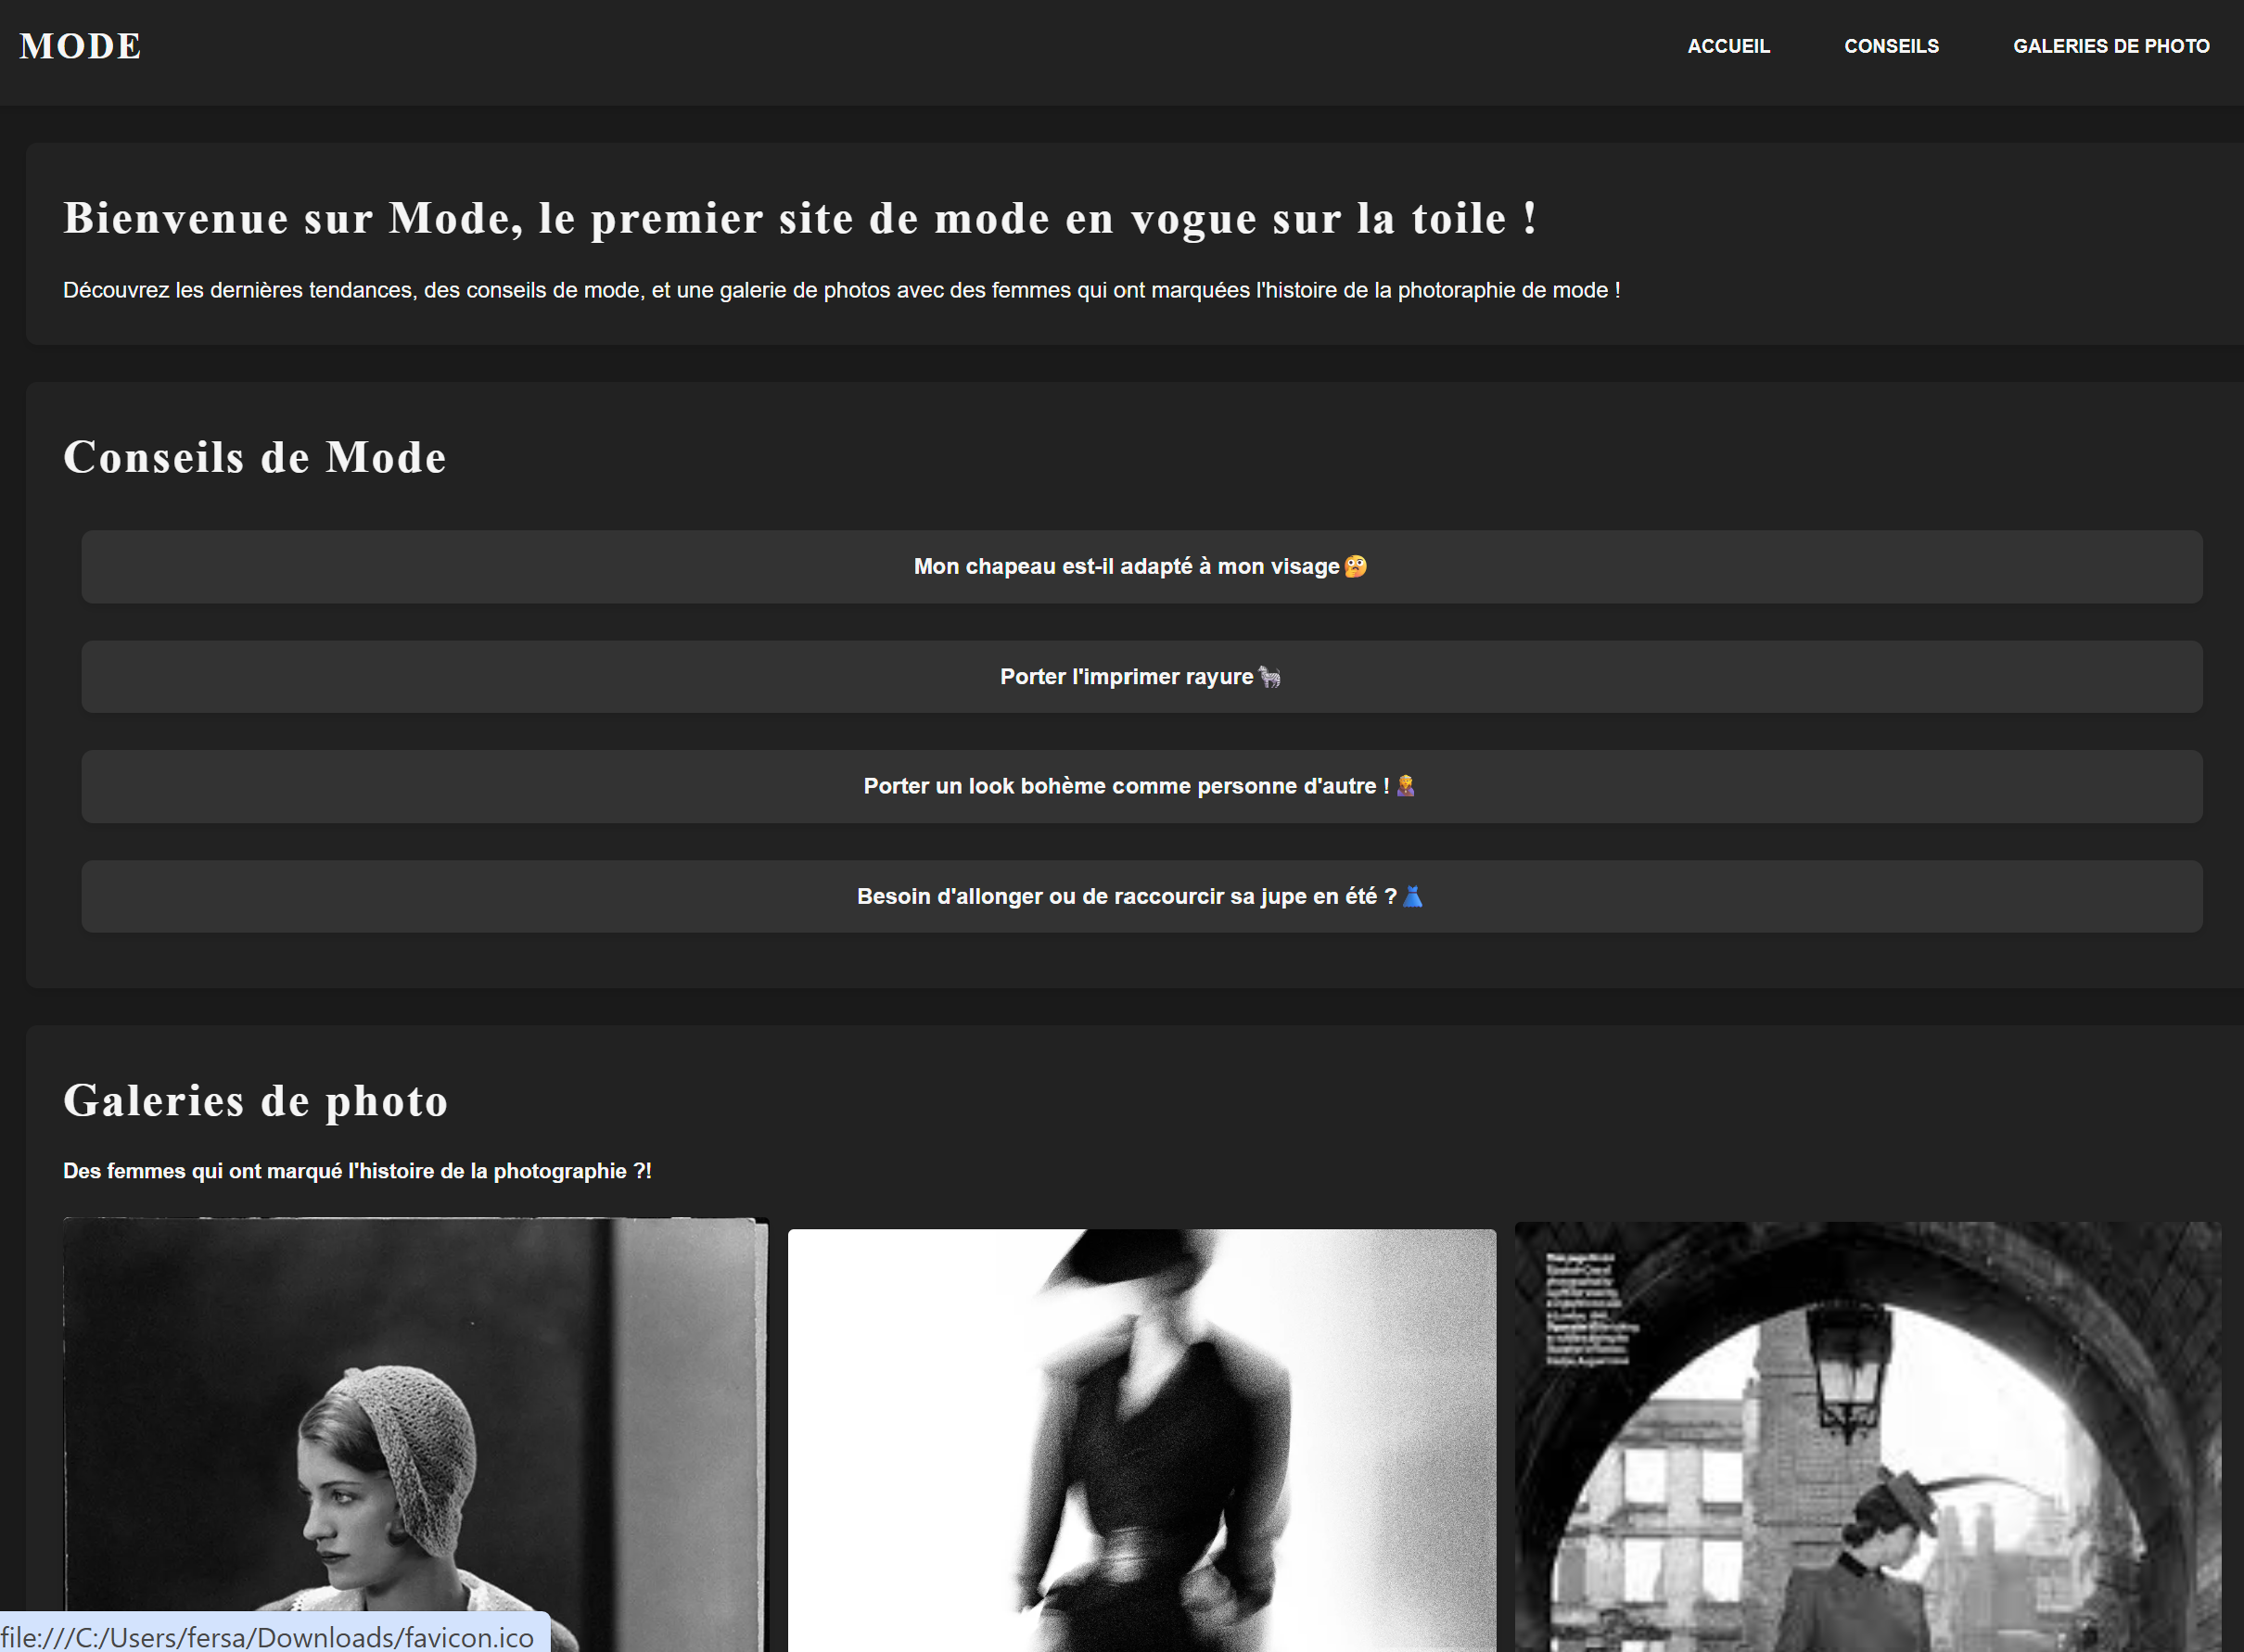 MODE
ACCUEIL CONSEILS GALERIES DE PHOTO
Bienvenue sur Mode, le premier site de mode en vogue sur la toile !
Découvrez les dernières tendances, des conseils de mode, et une galerie de photos avec des femmes qui ont marquées l'histoire de la photoraphie de mode !
Conseils de Mode
Mon chapeau est-il adapté à mon visage🤔
Porter l'imprimer rayure🦓
Porter un look bohème comme personne d'autre !🤷‍♀️
Besoin d'allonger ou de raccourcir sa jupe en été ?👗
Galeries de photo
Des femmes qui ont marqué l'histoire de la photographie ?!
file:///C:/Users/fersa/Downloads/favicon.ico